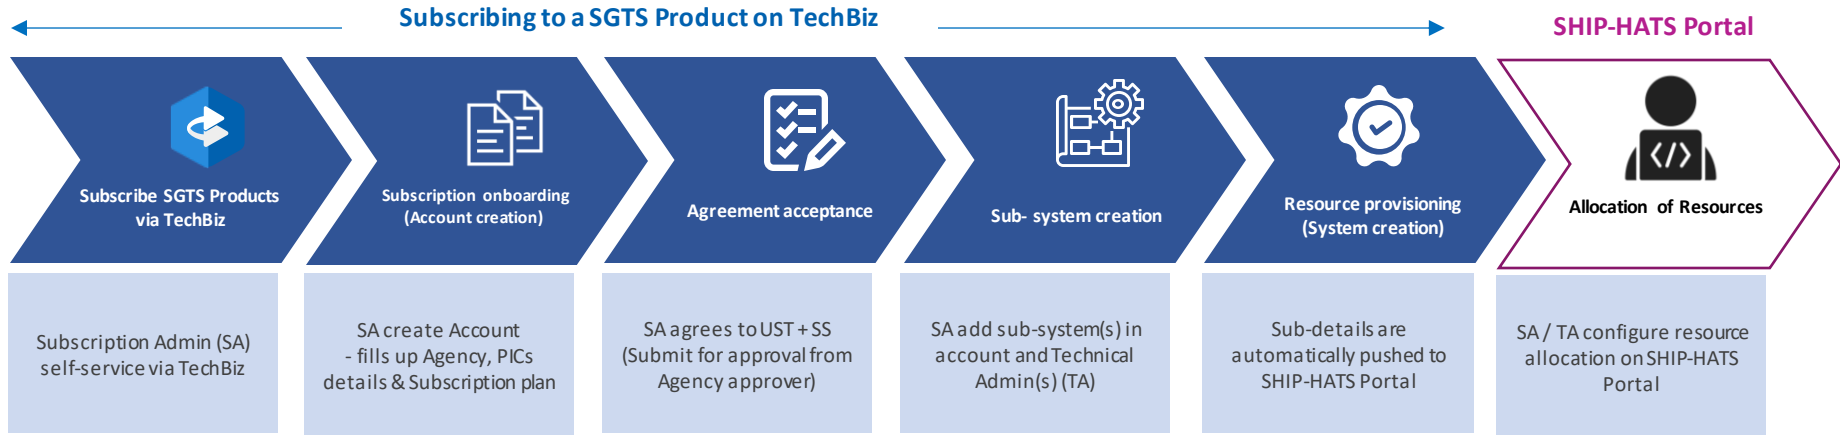 Subscribing to a SGTS Product on TechBiz
SHIP-HATS Portal
Subscribe SGTS Products
via TechBiz
Subscription onboarding
(Account creation)
Agreement acceptance
Sub- system creation
Resource provisioning
(System creation)
</>
Allocation of Resources
Subscription Admin (SA)
self-service via TechBiz
SA create Account
- fills up Agency, PICs
details & Subscription plan
SA agrees to UST + SS
(Submit for approval from
Agency approver)
SA add sub-system(s) in
account and Technical
Admin(s) (TA)
Sub-details are
automatically pushed to
SHIP-HATS Portal
SA / TA configure resource
allocation on SHIP-HATS
Portal